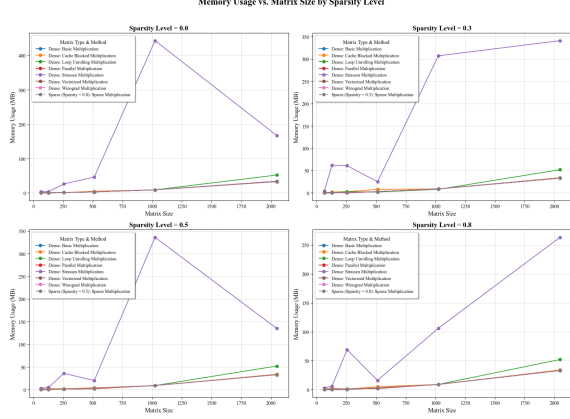 Memory Usage vs. Matrix Size by Sparsity Level
Sparsity Level = 0.0
Matrix Type & Method
Dense: Basic Multiplication
Dense: Cache Blocked Multiplication
Dense: Loop Unrolling Multiplication
Dense: Parallel Multiplication
Dense: Strassen Multiplication
Dense: Vectorized Multiplication
Dense: Winograd Multiplication
Sparse (Sparsity = 0.0): Sparse Multiplication
Memory Usage (MB)
400
300
200
100
0
0 250 500 750 1000 1250 1500 1750 2000
Matrix Size
Sparsity Level = 0.3
Matrix Type & Method
Dense: Basic Multiplication
Dense: Cache Blocked Multiplication
Dense: Loop Unrolling Multiplication
Dense: Parallel Multiplication
Dense: Strassen Multiplication
Dense: Vectorized Multiplication
Dense: Winograd Multiplication
Sparse (Sparsity = 0.3): Sparse Multiplication
Memory Usage (MB)
350
300
250
200
150
100
50
0
0 250 500 750 1000 1250 1500 1750 2000
Matrix Size
Sparsity Level = 0.5
Matrix Type & Method
Dense: Basic Multiplication
Dense: Cache Blocked Multiplication
Dense: Loop Unrolling Multiplication
Dense: Parallel Multiplication
Dense: Strassen Multiplication
Dense: Vectorized Multiplication
Dense: Winograd Multiplication
Sparse (Sparsity = 0.5): Sparse Multiplication
Memory Usage (MB)
350
300
250
200
150
100
50
0
0 250 500 750 1000 1250 1500 1750 2000
Matrix Size
Sparsity Level = 0.8
Matrix Type & Method
Dense: Basic Multiplication
Dense: Cache Blocked Multiplication
Dense: Loop Unrolling Multiplication
Dense: Parallel Multiplication
Dense: Strassen Multiplication
Dense: Vectorized Multiplication
Dense: Winograd Multiplication
Sparse (Sparsity = 0.8): Sparse Multiplication
Memory Usage (MB)
250
200
150
100
50
0
0 250 500 750 1000 1250 1500 1750 2000
Matrix Size